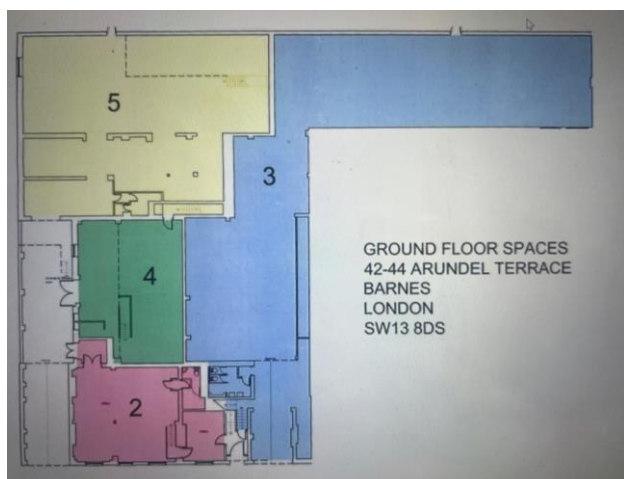 5
3
4
2
GROUND FLOOR SPACES
42-44 ARUNDEL TERRACE
BARNES
LONDON
SW13 8DS